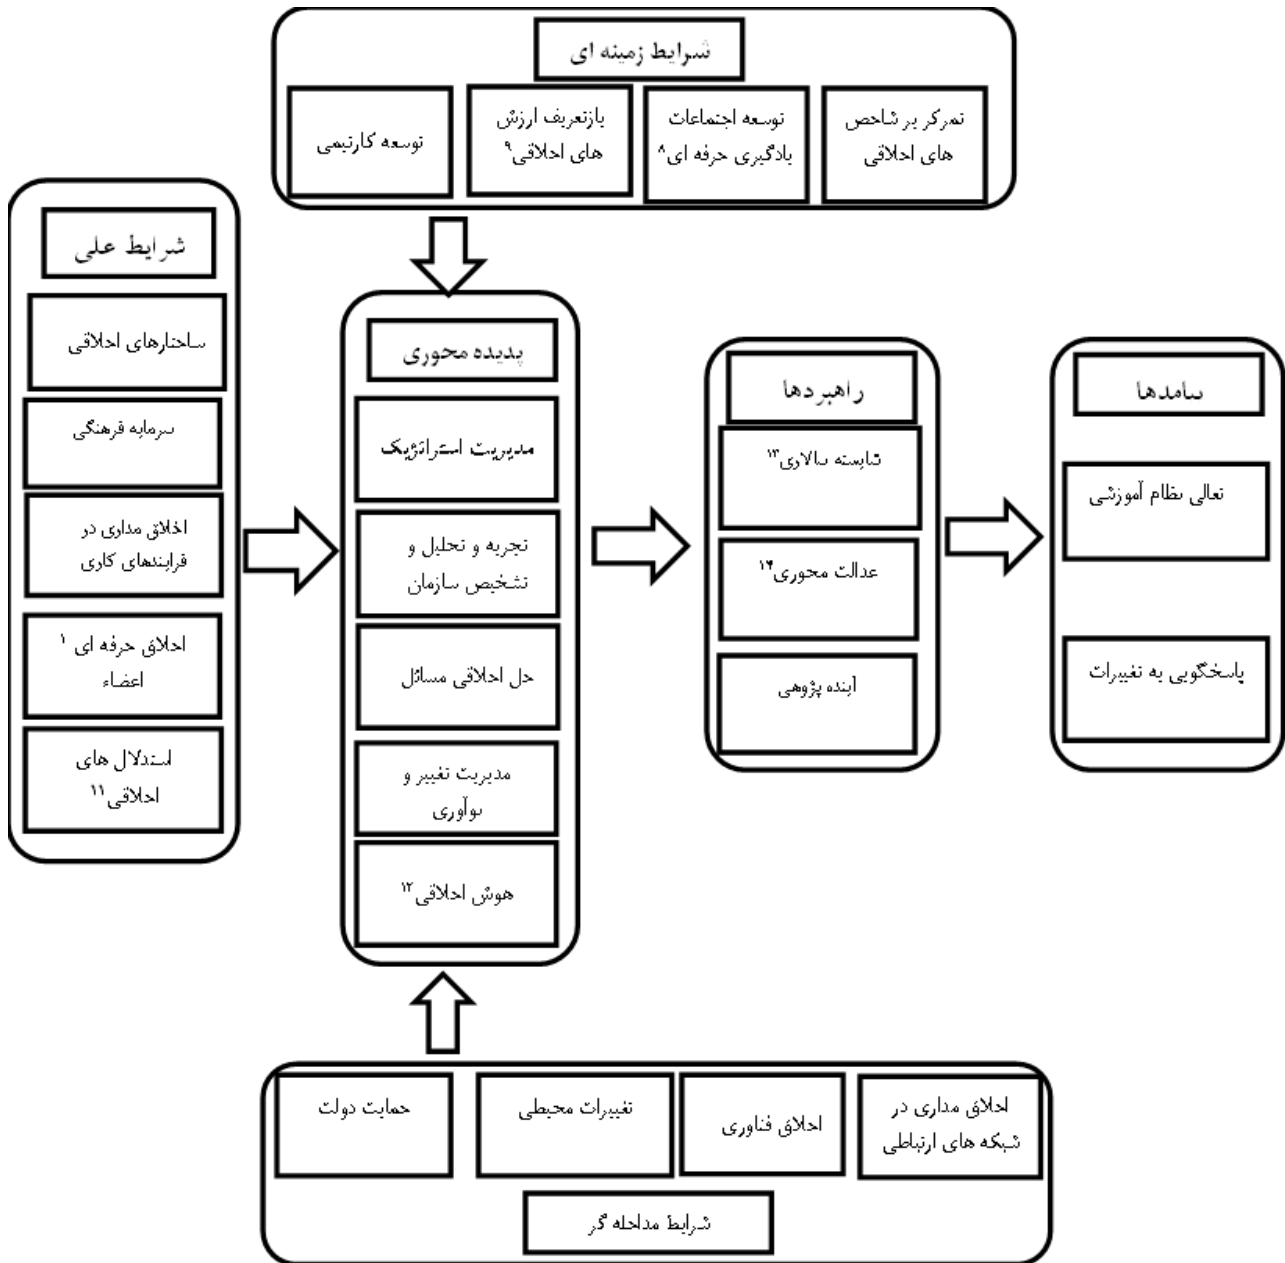 شرایط زمینه ای
تمرکز بر شاخص
های اخلاقی
توسعه اجتماعات
یادگیری حرفه ای۸
بازتعریف ارزش
های اخلاقی۹
توسعه کارتیمی
شرایط علی
ساختارهای اخلاقی
سرمایه فرهنگی
اخلاق مداری در
فرایندهای کاری
اخلاق حرفه ای ۱
اعضاء
استدلال های
اخلاقی۱۱
پدیده محوری
مدیریت استراتژیک
تجزیه و تحلیل و
تشخیص سازمان
حل اخلاقی مسائل
مدیریت تغییر و
نوآوری
هوش اخلاقی۱۲
راهبردها
شایسته سالاری۱۳
عدالت محوری۱۴
آینده پژوهی
پیامدها
تعالی نظام آموزشی
پاسخگویی به تغییرات
اخلاق مداری در
شبکه های ارتباطی
اخلاق فناوری
تغییرات محیطی
حمایت دولت
شرایط مداخله گر